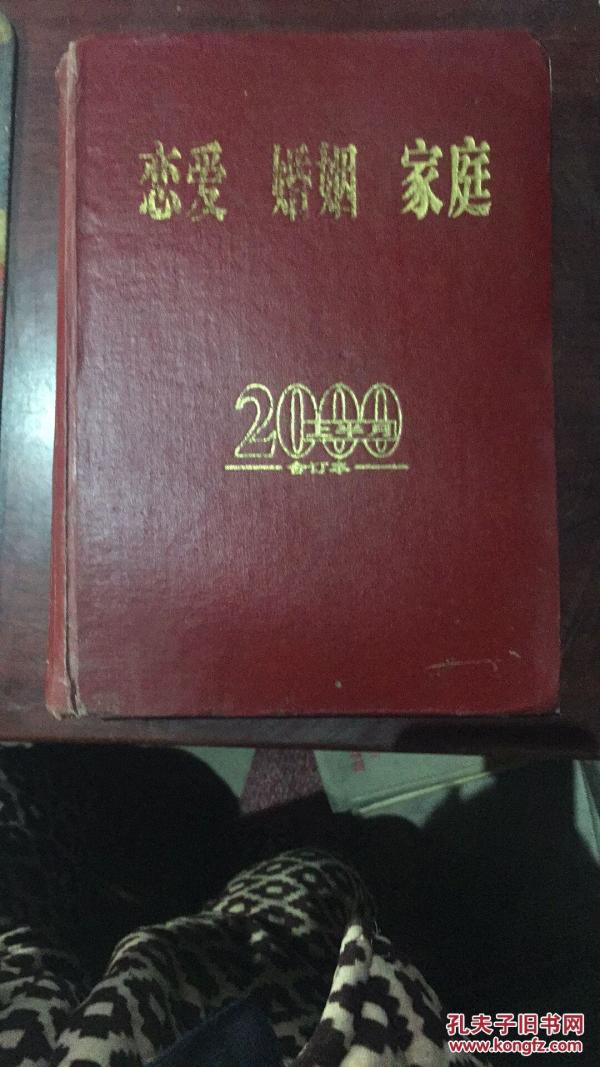 恋爱 婚姻 家庭
2000
上半月
合订本
孔夫子旧书网
www.kongfz.com